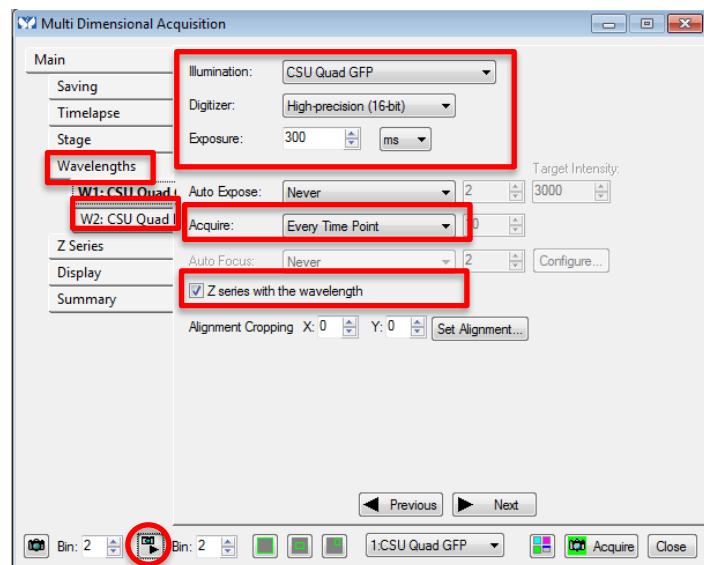 Multi Dimensional Acquisition
Main
Saving
Timelapse
Stage
Wavelengths
W1: CSU Quad
W2: CSU Quad
Z Series
Display
Summary
Illumination: CSU Quad GFP
Digitizer: High-precision (16-bit)
Exposure: 300 ms
Target Intensity:
Auto Expose: Never 2 3000
Acquire: Every Time Point
Auto Focus: Never 2 Configure...
Z series with the wavelength
Alignment Cropping X: 0 Y: 0 Set Alignment...
Previous Next
Bin: 2 Bin: 2 1:CSU Quad GFP Acquire Close